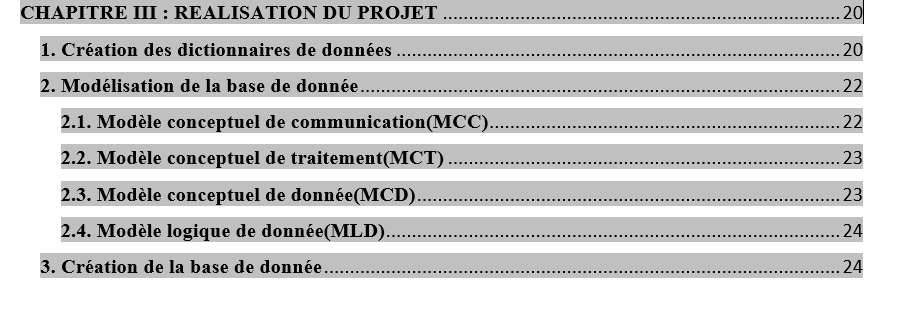 CHAPITRE III : REALISATION DU PROJET ........................................................................ 20
1. Création des dictionnaires de données ................................................................................ 20
2. Modélisation de la base de donnée ...................................................................................... 22
2.1. Modèle conceptuel de communication(MCC)................................................................ 22
2.2. Modèle conceptuel de traitement(MCT) ....................................................................... 23
2.3. Modèle conceptuel de donnée(MCD)............................................................................ 23
2.4. Modèle logique de donnée(MLD).................................................................................. 24
3. Création de la base de donnée ............................................................................................. 24